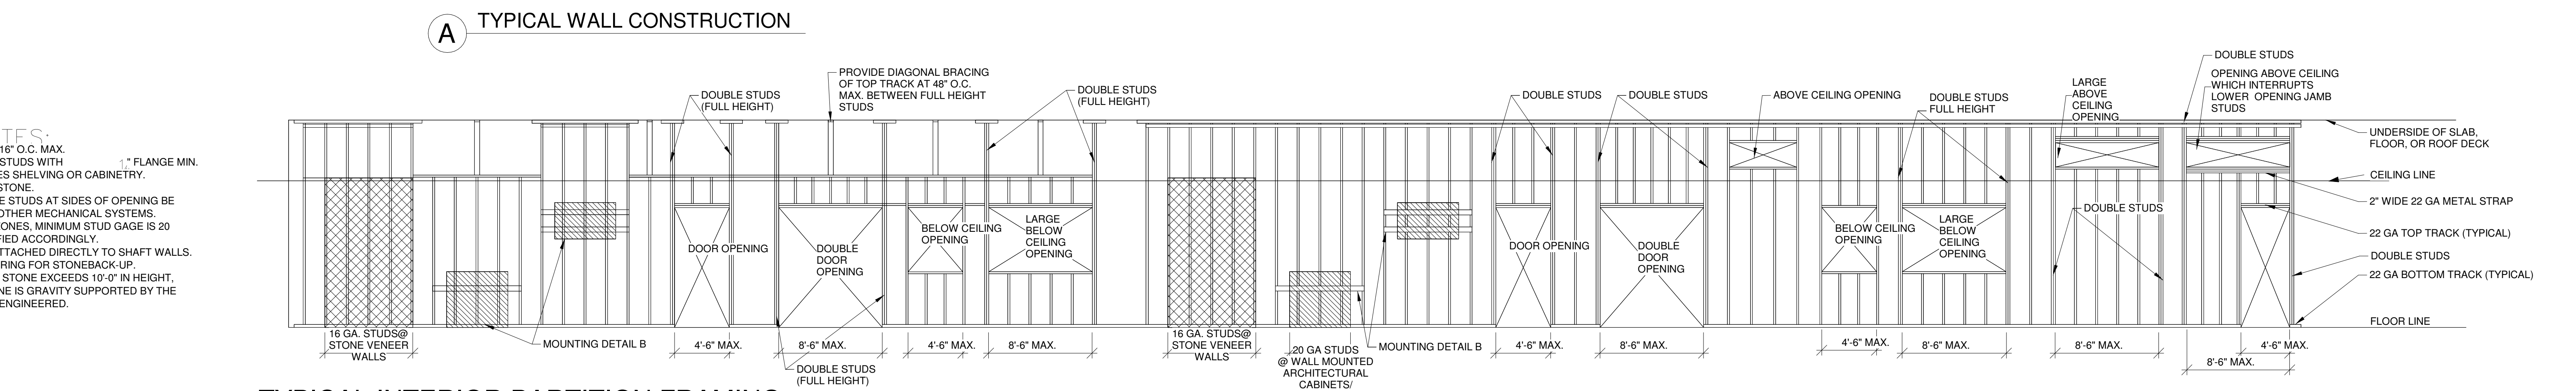 A
TYPICAL WALL CONSTRUCTION
16" O.C. MAX.
STUDS WITH " FLANGE MIN.
ES SHELVING OR CABINETRY.
STONE.
E STUDS AT SIDES OF OPENING BE
OTHER MECHANICAL SYSTEMS.
ONES, MINIMUM STUD GAGE IS 20
FIED ACCORDINGLY.
ATTACHED DIRECTLY TO SHAFT WALLS.
RING FOR STONEBACK-UP.
STONE EXCEEDS 10'-0" IN HEIGHT,
NE IS GRAVITY SUPPORTED BY THE
ENGINEERED.
DOUBLE STUDS
(FULL HEIGHT)
PROVIDE DIAGONAL BRACING
OF TOP TRACK AT 48" O.C.
MAX. BETWEEN FULL HEIGHT
STUDS
DOUBLE STUDS
(FULL HEIGHT)
DOUBLE STUDS
DOUBLE STUDS
ABOVE CEILING OPENING
DOUBLE STUDS
FULL HEIGHT
LARGE
ABOVE
CEILING
OPENING
DOUBLE STUDS
OPENING ABOVE CEILING
WHICH INTERRUPTS
LOWER OPENING JAMB
STUDS
UNDERSIDE OF SLAB,
FLOOR, OR ROOF DECK
CEILING LINE
2" WIDE 22 GA METAL STRAP
22 GA TOP TRACK (TYPICAL)
DOUBLE STUDS
22 GA BOTTOM TRACK (TYPICAL)
FLOOR LINE
DOOR OPENING
DOUBLE
DOOR
OPENING
BELOW CEILING
OPENING
LARGE
BELOW
CEILING
OPENING
DOOR OPENING
DOUBLE
DOOR
OPENING
BELOW CEILING
OPENING
LARGE
BELOW
CEILING
OPENING
DOUBLE STUDS
16 GA. STUDS@
STONE VENEER
WALLS
MOUNTING DETAIL B
4'-6" MAX.
8'-6" MAX.
4'-6" MAX.
8'-6" MAX.
DOUBLE STUDS
(FULL HEIGHT)
16 GA. STUDS@
STONE VENEER
WALLS
20 GA STUDS
@ WALL MOUNTED
ARCHITECTURAL
CABINETS/
MOUNTING DETAIL B
4'-6" MAX.
8'-6" MAX.
4'-6" MAX.
8'-6" MAX.
8'-6" MAX.
4'-6" MAX.
8'-6" MAX.
TYPICAL INTERIOR PARTITION FRAMING